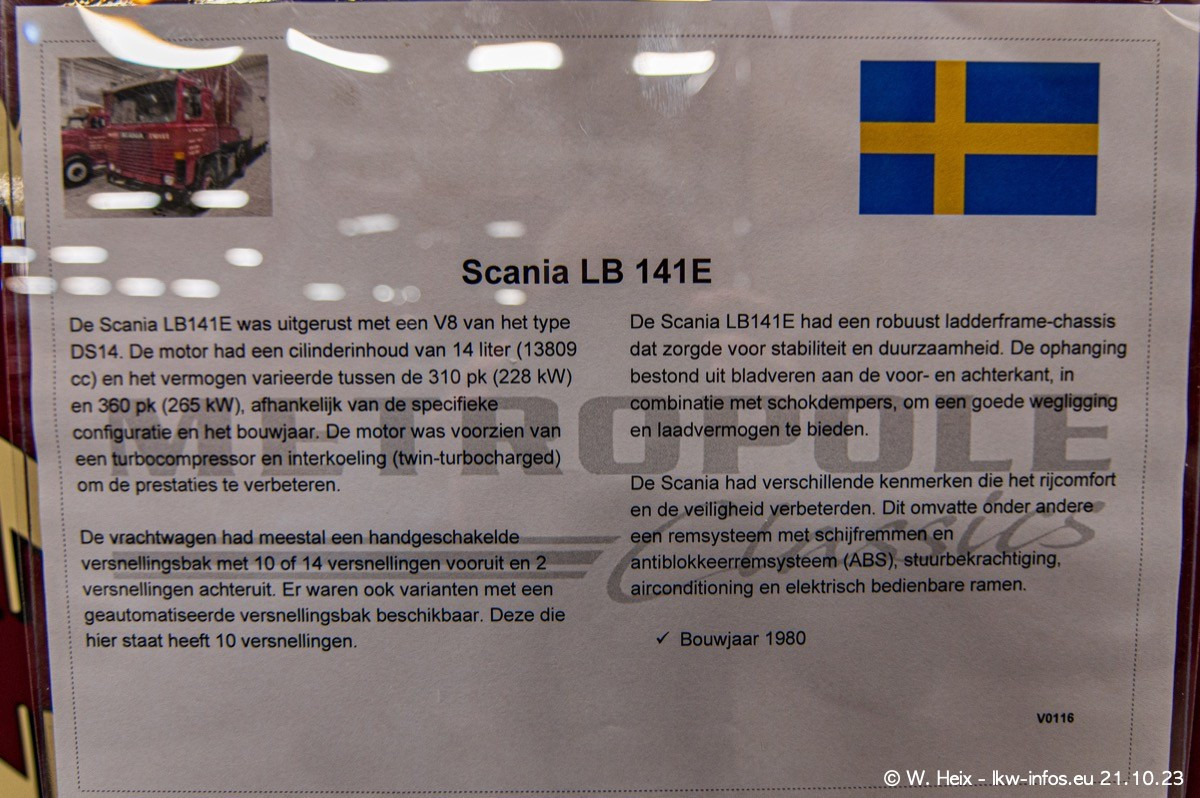 Scania LB 141E
De Scania LB141E was uitgerust met een V8 van het type
DS14. De motor had een cilinderinhoud van 14 liter (13809
cc) en het vermogen varieerde tussen de 310 pk (228 kW)
en 360 pk (265 kW), afhankelijk van de specifieke
configuratie en het bouwjaar. De motor was voorzien van
een turbocompressor en interkoeling (twin-turbocharged)
om de prestaties te verbeteren.
De vrachtwagen had meestal een handgeschakelde
versnellingsbak met 10 of 14 versnellingen vooruit en 2
versnellingen achteruit. Er waren ook varianten met een
geautomatiseerde versnellingsbak beschikbaar. Deze die
hier staat heeft 10 versnellingen.
De Scania LB141E had een robuust ladderframe-chassis
dat zorgde voor stabiliteit en duurzaamheid. De ophanging
bestond uit bladveren aan de voor- en achterkant, in
combinatie met schokdempers, om een goede wegligging
en laadvermogen te bieden.
De Scania had verschillende kenmerken die het rijcomfort
en de veiligheid verbeterden. Dit omvatte onder andere
een remsysteem met schijfremmen en
antiblokkeerremsysteem (ABS), stuurbekrachtiging,
airconditioning en elektrisch bedienbare ramen.
✓ Bouwjaar 1980
METROPOLE
Classics
V0116
© W. Heix - lkw-infos.eu 21.10.23